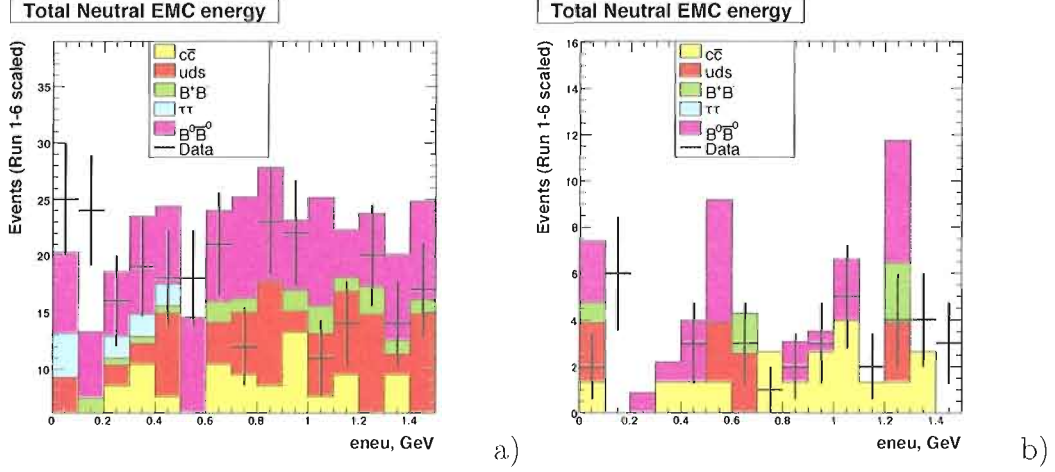 Total Neutral EMC energy
Events (Run 1-6 scaled)
35
30
25
20
15
10
cc̅
uds
B⁺B⁻
ττ
B⁰B̅⁰
Data
0 0.2 0.4 0.6 0.8 1.0 1.2 1.4
eneu, GeV
a)
Total Neutral EMC energy
Events (Run 1-6 scaled)
16
14
12
10
8
6
4
2
0
cc̅
uds
B⁺B⁻
ττ
B⁰B̅⁰
Data
0 0.2 0.4 0.6 0.8 1.0 1.2 1.4
eneu, GeV
b)